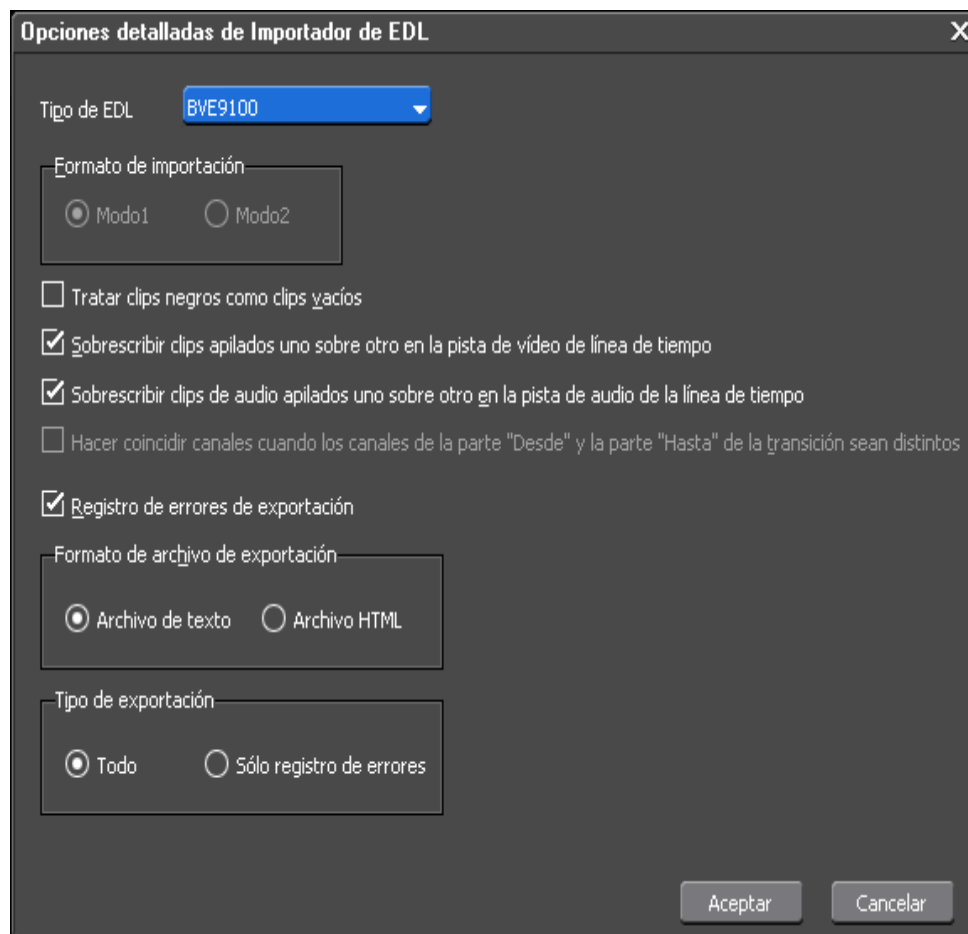 Opciones detalladas de Importador de EDL
Tipo de EDL BVE9100
Formato de importación
Modo1 Modo2
Tratar clips negros como clips vacíos
Sobrescribir clips apilados uno sobre otro en la pista de vídeo de línea de tiempo
Sobrescribir clips de audio apilados uno sobre otro en la pista de audio de la línea de tiempo
Hacer coincidir canales cuando los canales de la parte "Desde" y la parte "Hasta" de la transición sean distintos
Registro de errores de exportación
Formato de archivo de exportación
Archivo de texto Archivo HTML
Tipo de exportación
Todo Sólo registro de errores
Aceptar Cancelar